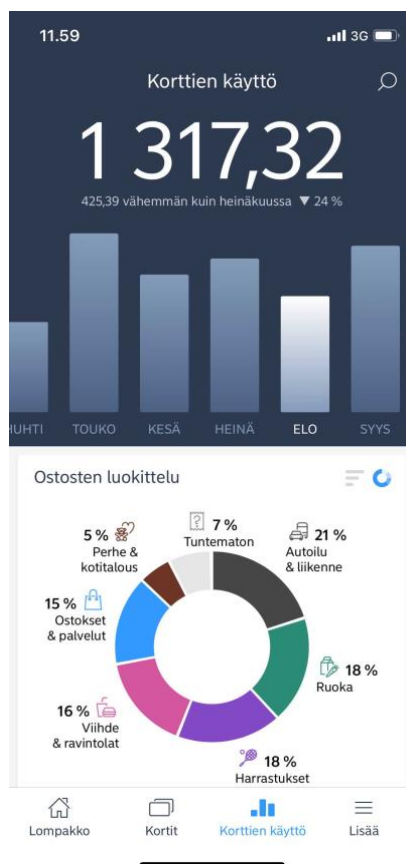 11.59
3G
Korttien käyttö
1 317,32
425,39 vähemmän kuin heinäkuussa ▼ 24 %
HUHTI TOUKO KESÄ HEINÄ ELO SYYS
Ostosten luokittelu
7 %
Tuntematon
5 %
Perhe &
kotitalous
21 %
Autoilu
& liikenne
15 %
Ostokset
& palvelut
18 %
Ruoka
16 %
Viihde
& ravintolat
18 %
Harrastukset
Lompakko Kortit Korttien käyttö Lisää